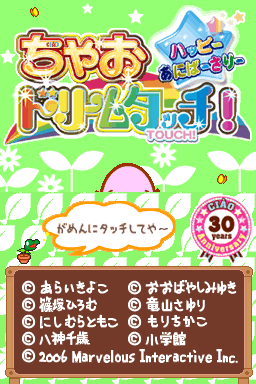 ちゃお
ハッピー
あにばーさりー
ドリームタッチ!
TOUCH!
がめんにタッチしてや〜
CIAO
30
years
Anniversary
© あらいきよこ © おおばやしみゆき
© 篠塚ひろむ © 竜山さゆり
© にしむらともこ © もりちかこ
© 八神千歳 © 小学館
© 2006 Marvelous Interactive Inc.